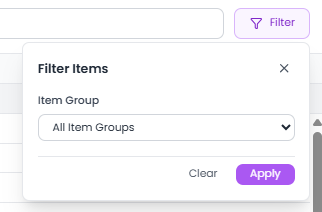 Filter
Filter Items
Item Group
All Item Groups
Clear
Apply